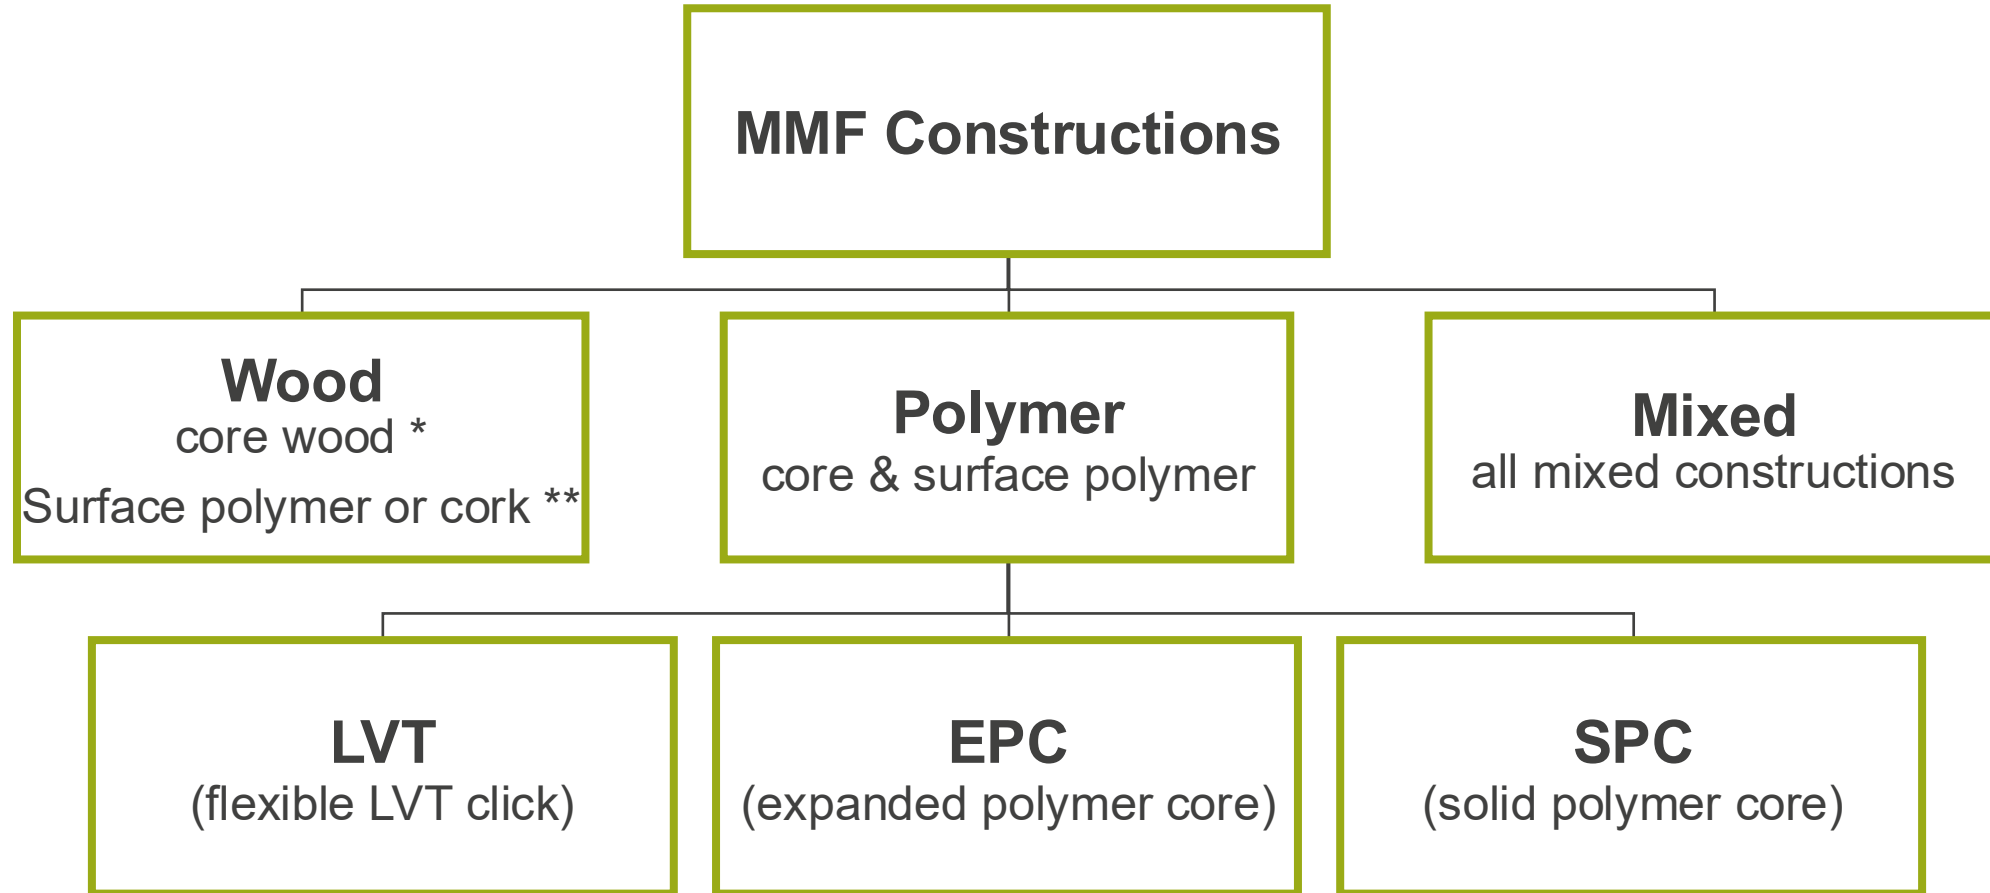 MMF Constructions
Wood
core wood *
Surface polymer or cork **
Polymer
core & surface polymer
Mixed
all mixed constructions
LVT
(flexible LVT click)
EPC
(expanded polymer core)
SPC
(solid polymer core)